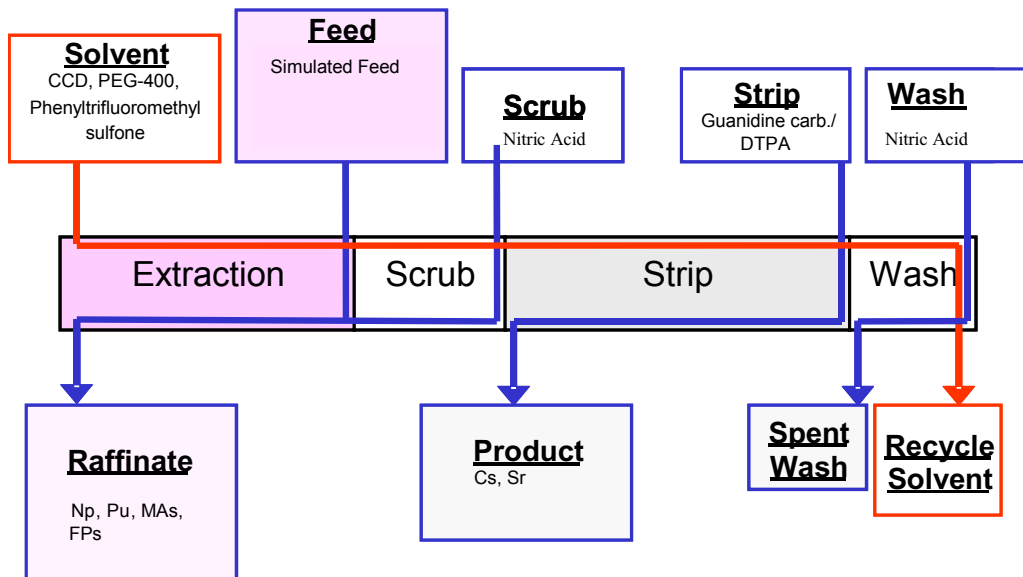 Solvent
CCD, PEG-400,
Phenyltrifluoromethyl
sulfone
Feed
Simulated Feed
Scrub
Nitric Acid
Strip
Guanidine carb./
DTPA
Wash
Nitric Acid
Extraction
Scrub
Strip
Wash
Raffinate
Np, Pu, MAs,
FPs
Product
Cs, Sr
Spent
Wash
Recycle
Solvent